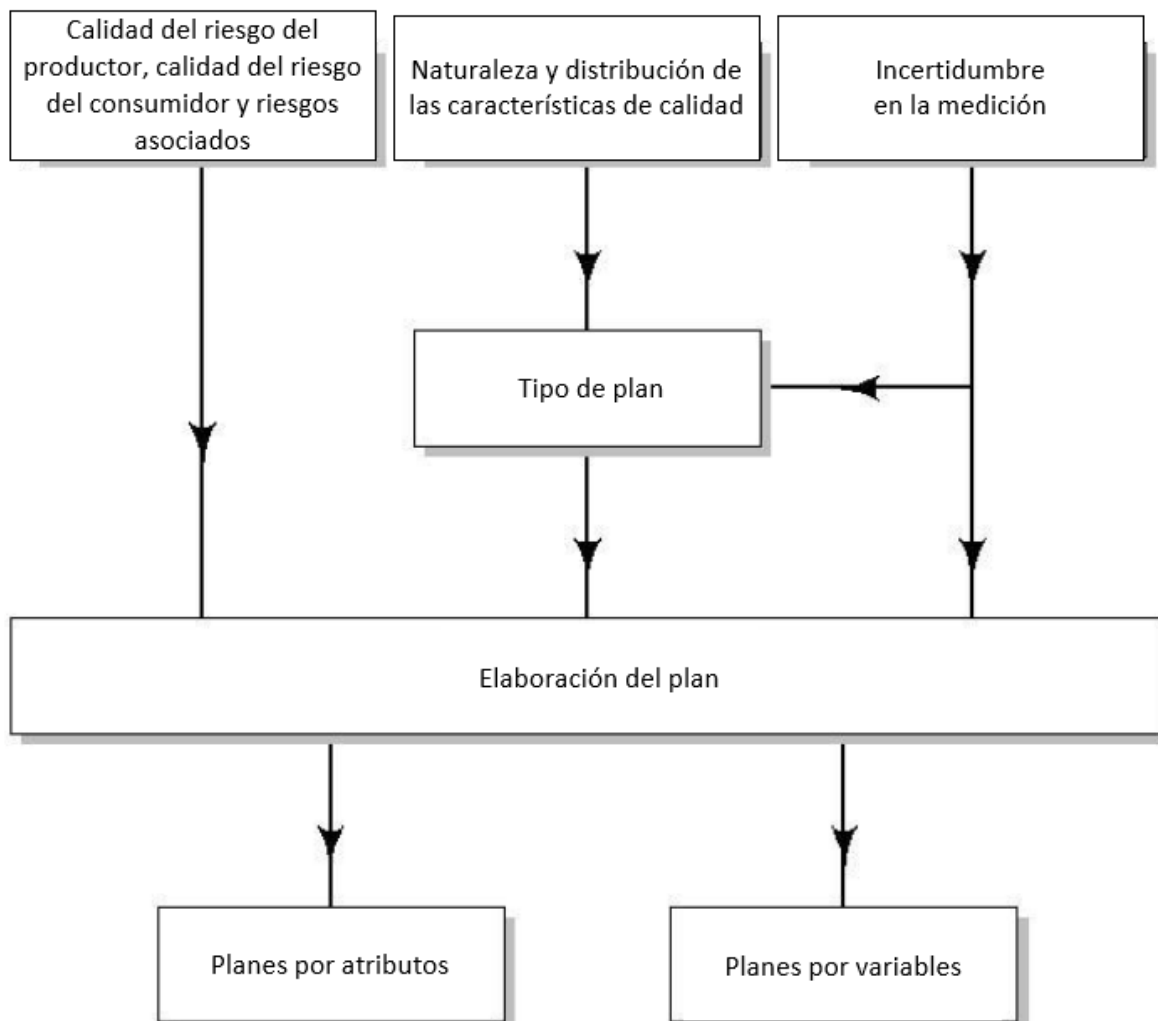 Calidad del riesgo del
productor, calidad del riesgo
del consumidor y riesgos
asociados
Naturaleza y distribución de
las características de calidad
Incertidumbre
en la medición
Tipo de plan
Elaboración del plan
Planes por atributos
Planes por variables